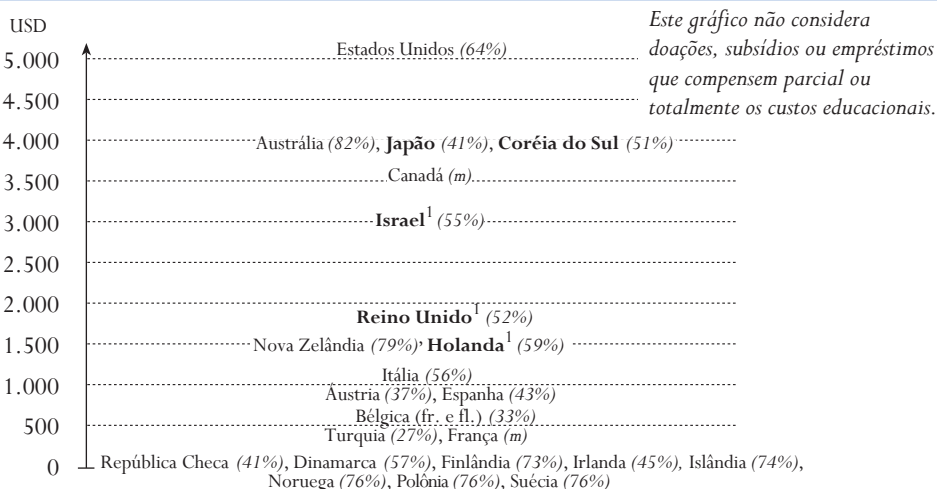 USD
Este gráfico não considera
doações, subsídios ou empréstimos
que compensem parcial ou
totalmente os custos educacionais.
5.000
Estados Unidos (64%)
4.500
4.000
Austrália (82%), Japão (41%), Coréia do Sul (51%)
3.500
Canadá (m)
3.000
Israel1 (55%)
2.500
2.000
Reino Unido1 (52%)
1.500
Nova Zelândia (79%), Holanda1 (59%)
Itália (56%)
1.000
Áustria (37%), Espanha (43%)
Bélgica (fr. e fl.) (33%)
500
Turquia (27%), França (m)
0
República Checa (41%), Dinamarca (57%), Finlândia (73%), Irlanda (45%), Islândia (74%),
Noruega (76%), Polônia (76%), Suécia (76%)